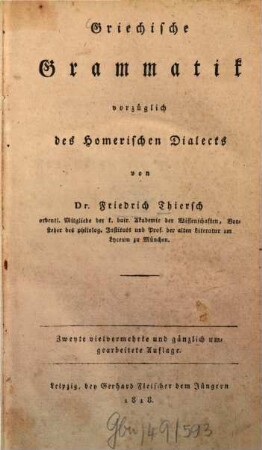 Griechische
Grammatik
vorzüglich
des Homerischen Dialects
von
Dr. Friedrich Thiersch
ordentl. Mitgliede der k. bair. Akademie der Wissenschaften, Vor-
steher des philolog. Instituts und Prof. der alten Literatur am
Lyceum zu München.
Zweyte vielvermehrte und gänzlich um-
gearbeitete Auflage.
Leipzig, bey Gerhard Fleischer dem Jüngern
1818.